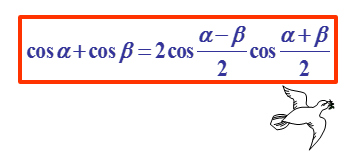 cos α + cos β = 2 cos (α − β)/2 cos (α + β)/2